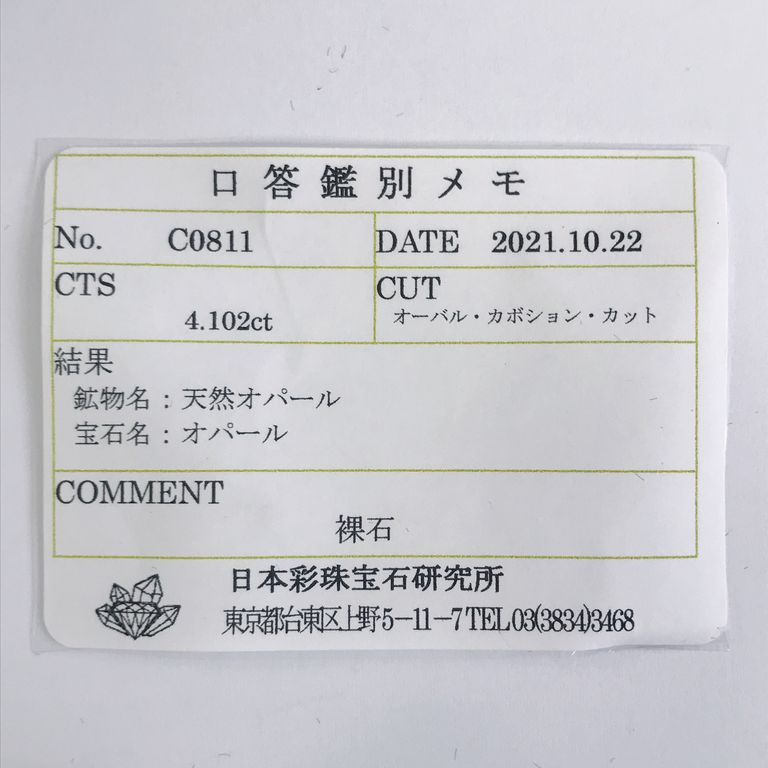 口答鑑別メモ
No. C0811 DATE 2021.10.22
CTS CUT
4.102ct オーバル・カボション・カット
結果
鉱物名：天然オパール
宝石名：オパール
COMMENT
裸石
日本彩珠宝石研究所
東京都台東区上野5-11-7 TEL 03(3834)3468